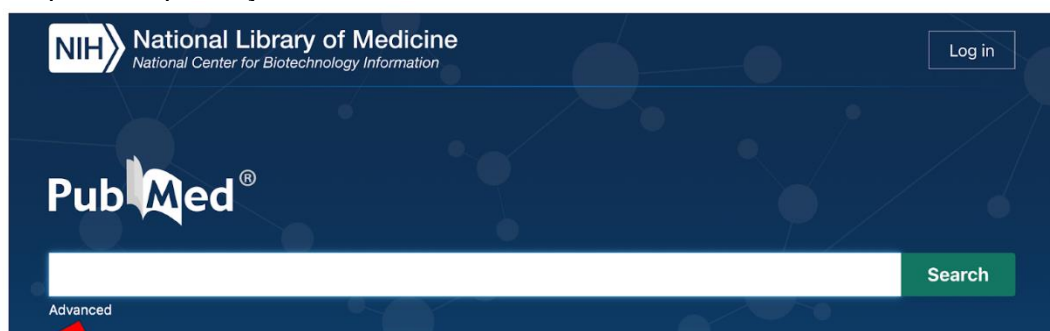 NIH National Library of Medicine
National Center for Biotechnology Information
Log in
PubMed®
Search
Advanced